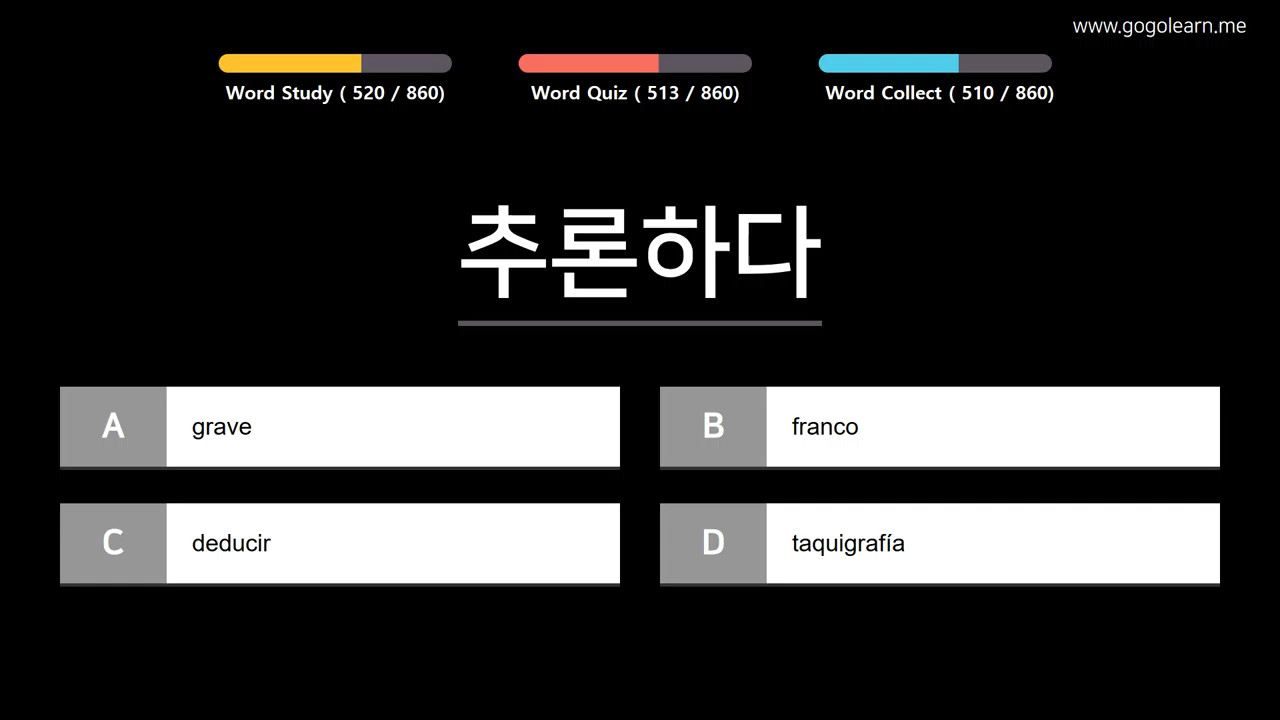 www.gogolearn.me
Word Study ( 520 / 860)
Word Quiz ( 513 / 860)
Word Collect ( 510 / 860)
추론하다
A grave
B franco
C deducir
D taquigrafía